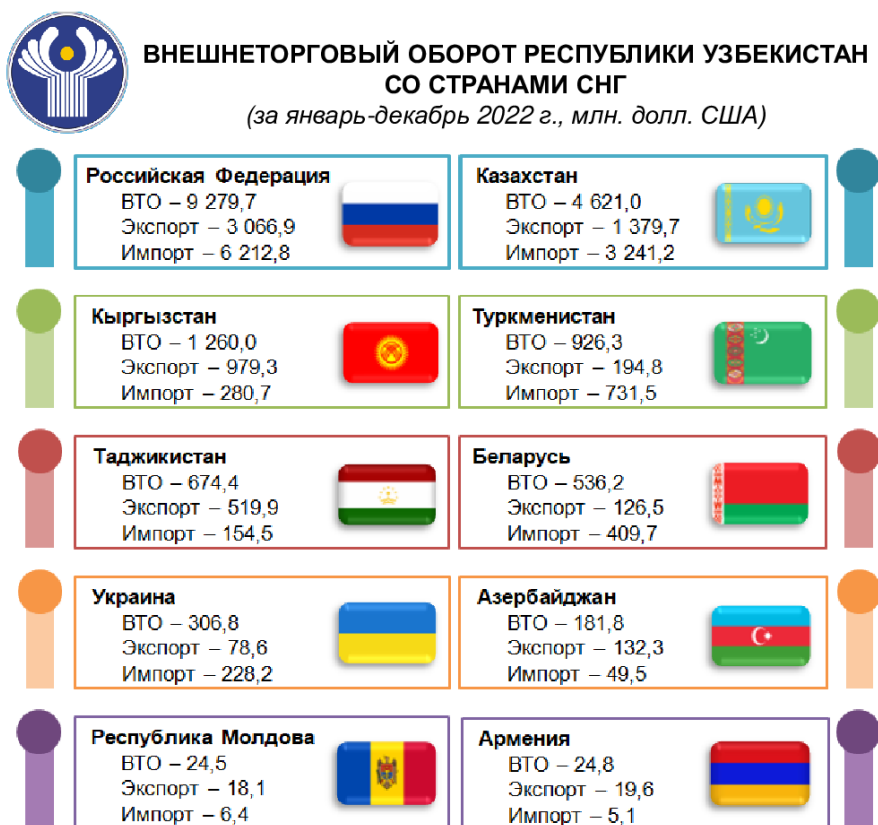 ВНЕШНЕТОРГОВЫЙ ОБОРОТ РЕСПУБЛИКИ УЗБЕКИСТАН
СО СТРАНАМИ СНГ
(за январь-декабрь 2022 г., млн. долл. США)
Российская Федерация
ВТО – 9 279,7
Экспорт – 3 066,9
Импорт – 6 212,8
Казахстан
ВТО – 4 621,0
Экспорт – 1 379,7
Импорт – 3 241,2
Кыргызстан
ВТО – 1 260,0
Экспорт – 979,3
Импорт – 280,7
Туркменистан
ВТО – 926,3
Экспорт – 194,8
Импорт – 731,5
Таджикистан
ВТО – 674,4
Экспорт – 519,9
Импорт – 154,5
Беларусь
ВТО – 536,2
Экспорт – 126,5
Импорт – 409,7
Украина
ВТО – 306,8
Экспорт – 78,6
Импорт – 228,2
Азербайджан
ВТО – 181,8
Экспорт – 132,3
Импорт – 49,5
Республика Молдова
ВТО – 24,5
Экспорт – 18,1
Импорт – 6,4
Армения
ВТО – 24,8
Экспорт – 19,6
Импорт – 5,1